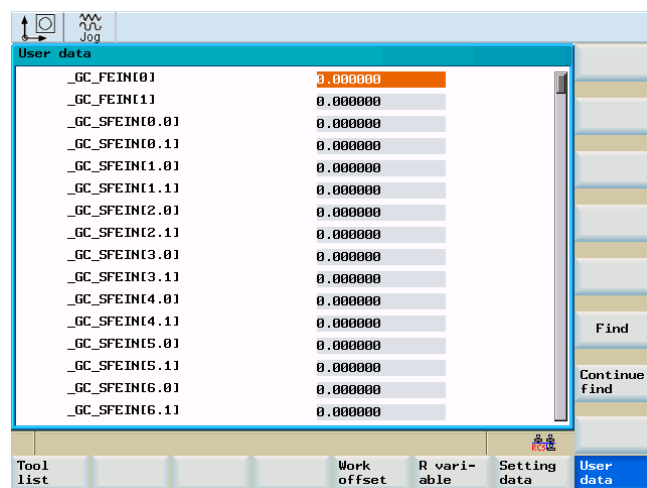 Jog
User data
_GC_FEIN[0] 0.000000
_GC_FEIN[1] 0.000000
_GC_SFEIN[0.0] 0.000000
_GC_SFEIN[0.1] 0.000000
_GC_SFEIN[1.0] 0.000000
_GC_SFEIN[1.1] 0.000000
_GC_SFEIN[2.0] 0.000000
_GC_SFEIN[2.1] 0.000000
_GC_SFEIN[3.0] 0.000000
_GC_SFEIN[3.1] 0.000000
_GC_SFEIN[4.0] 0.000000
_GC_SFEIN[4.1] 0.000000
_GC_SFEIN[5.0] 0.000000
_GC_SFEIN[5.1] 0.000000
_GC_SFEIN[6.0] 0.000000
_GC_SFEIN[6.1] 0.000000
Find
Continue
find
RCS
Tool
list
Work
offset
R vari-
able
Setting
data
User
data